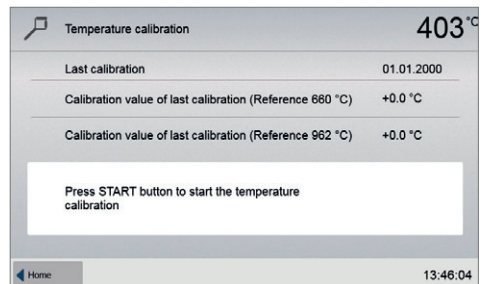 Temperature calibration 403°C
Last calibration 01.01.2000
Calibration value of last calibration (Reference 660 °C) +0.0 °C
Calibration value of last calibration (Reference 962 °C) +0.0 °C
Press START button to start the temperature
calibration
Home 13:46:04